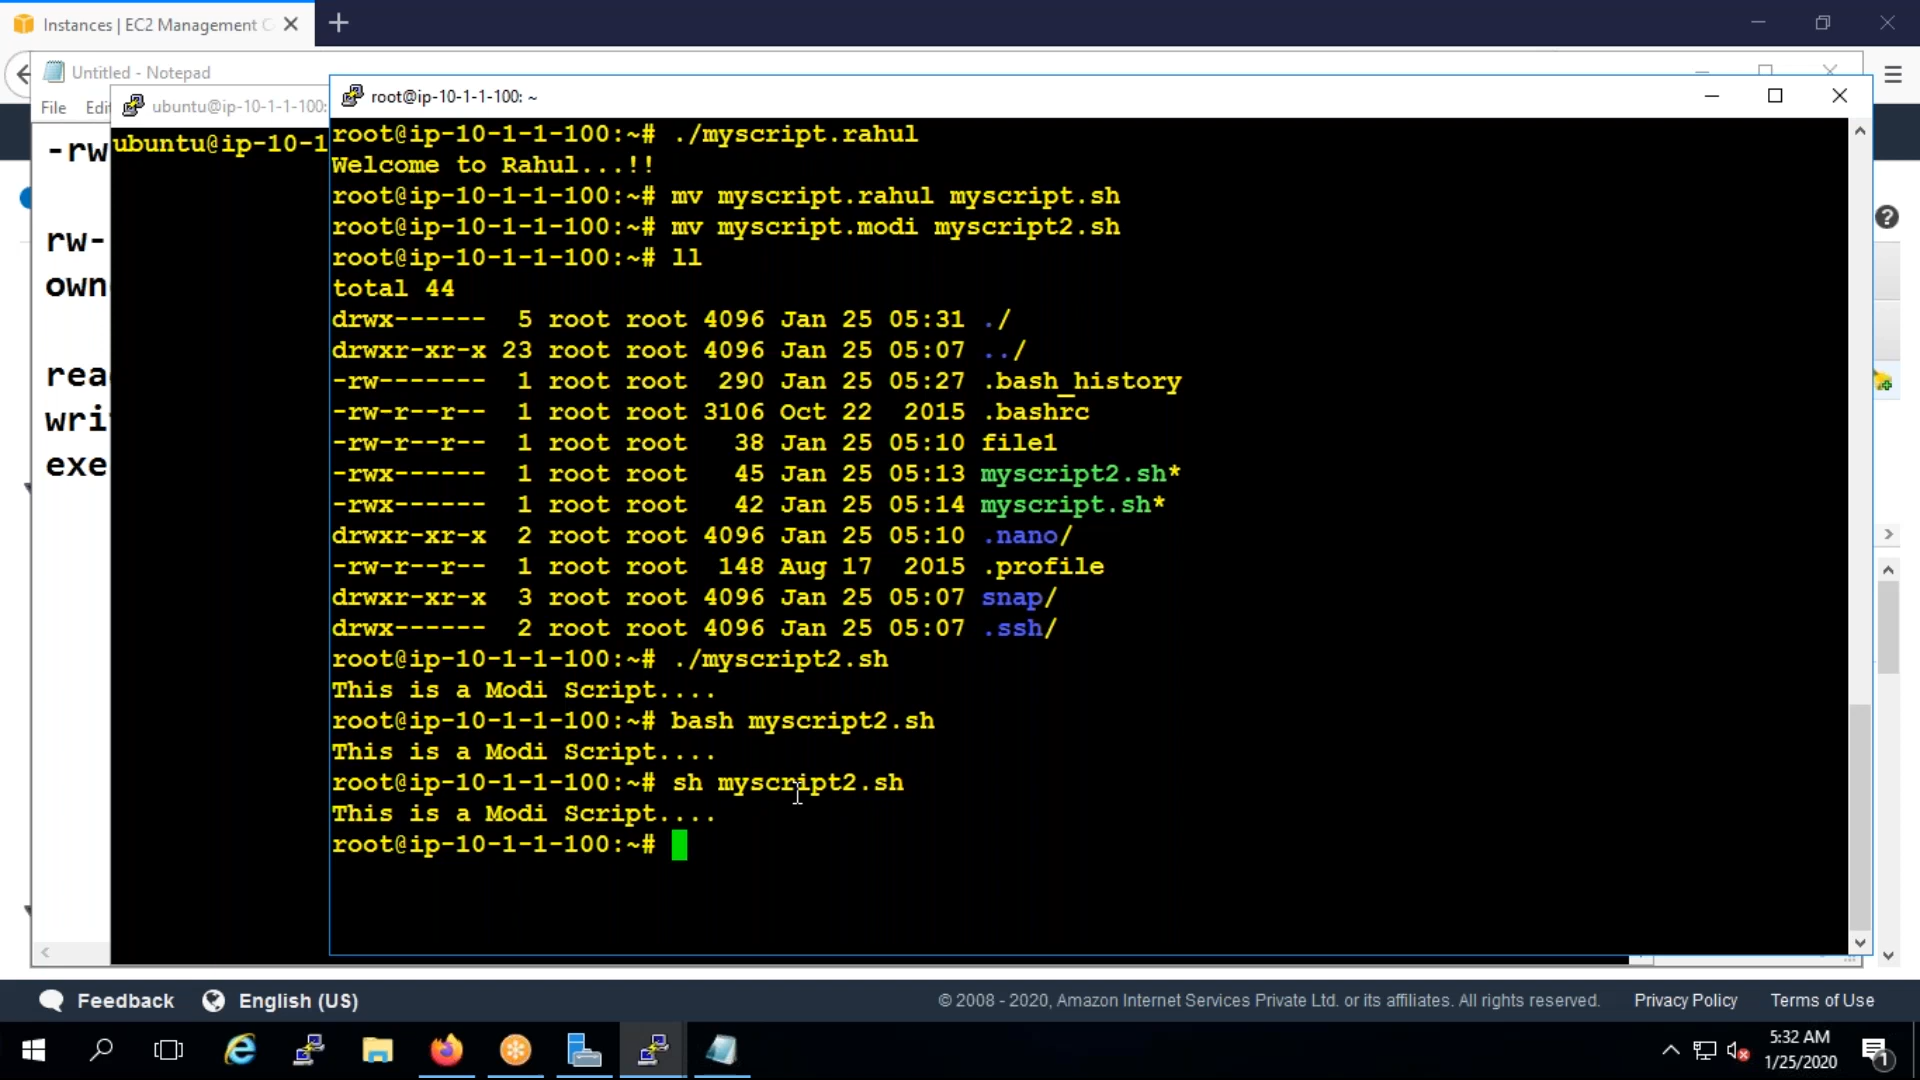 Instances | EC2 Management C
Untitled - Notepad
File Edi
ubuntu@ip-10-1-1-100:
root@ip-10-1-1-100: ~
-rw
rw-
own
rea
wri
exe
ubuntu@ip-10-1
root@ip-10-1-1-100:~# ./myscript.rahul
Welcome to Rahul...!!
root@ip-10-1-1-100:~# mv myscript.rahul myscript.sh
root@ip-10-1-1-100:~# mv myscript.modi myscript2.sh
root@ip-10-1-1-100:~# ll
total 44
drwx------  5 root root 4096 Jan 25 05:31 ./
drwxr-xr-x 23 root root 4096 Jan 25 05:07 ../
-rw-------  1 root root  290 Jan 25 05:27 .bash_history
-rw-r--r--  1 root root 3106 Oct 22  2015 .bashrc
-rw-r--r--  1 root root   38 Jan 25 05:10 file1
-rwx------  1 root root   45 Jan 25 05:13 myscript2.sh*
-rwx------  1 root root   42 Jan 25 05:14 myscript.sh*
drwxr-xr-x  2 root root 4096 Jan 25 05:10 .nano/
-rw-r--r--  1 root root  148 Aug 17  2015 .profile
drwxr-xr-x  3 root root 4096 Jan 25 05:07 snap/
drwx------  2 root root 4096 Jan 25 05:07 .ssh/
root@ip-10-1-1-100:~# ./myscript2.sh
This is a Modi Script....
root@ip-10-1-1-100:~# bash myscript2.sh
This is a Modi Script....
root@ip-10-1-1-100:~# sh myscript2.sh
This is a Modi Script....
root@ip-10-1-1-100:~#
Feedback English (US) © 2008 - 2020, Amazon Internet Services Private Ltd. or its affiliates. All rights reserved. Privacy Policy Terms of Use
5:32 AM
1/25/2020
1